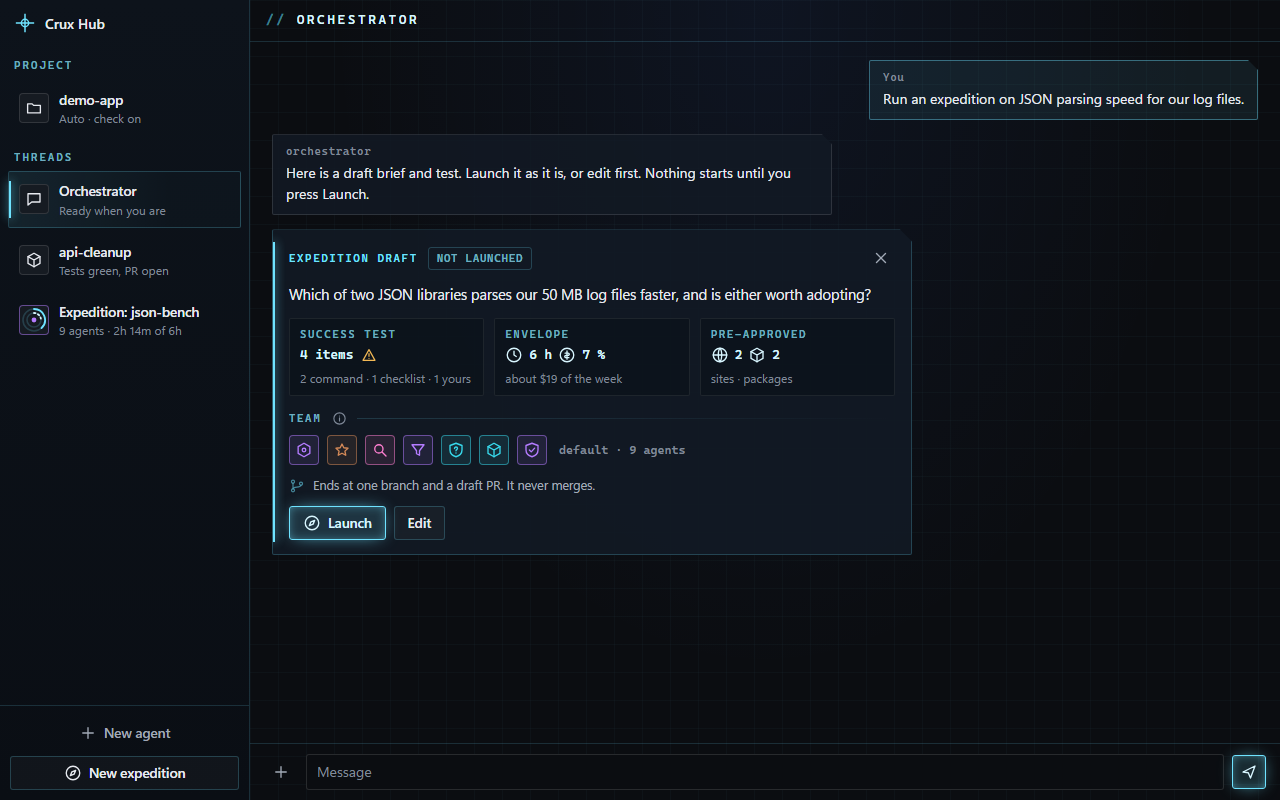 Crux Hub
PROJECT
demo-app
Auto · check on
THREADS
Orchestrator
Ready when you are
api-cleanup
Tests green, PR open
Expedition: json-bench
9 agents · 2h 14m of 6h
New agent
New expedition
// ORCHESTRATOR
You
Run an expedition on JSON parsing speed for our log files.
orchestrator
Here is a draft brief and test. Launch it as it is, or edit first. Nothing starts until you
press Launch.
EXPEDITION DRAFT NOT LAUNCHED
Which of two JSON libraries parses our 50 MB log files faster, and is either worth adopting?
SUCCESS TEST
4 items
2 command · 1 checklist · 1 yours
ENVELOPE
6 h 7 %
about $19 of the week
PRE-APPROVED
2 2
sites · packages
TEAM
default · 9 agents
Ends at one branch and a draft PR. It never merges.
Launch Edit
Message